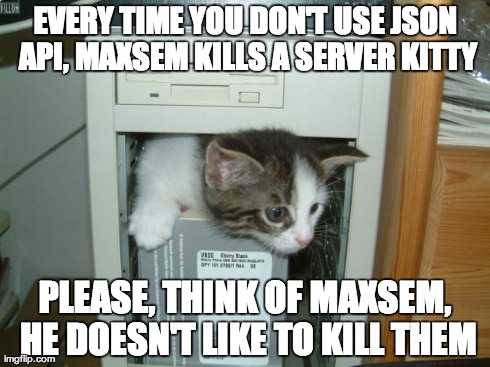 EVERY TIME YOU DON'T USE JSON
API, MAXSEM KILLS A SERVER KITTY
V600 Ebony Black
PLEASE, THINK OF MAXSEM,
HE DOESN'T LIKE TO KILL THEM
imgflip.com